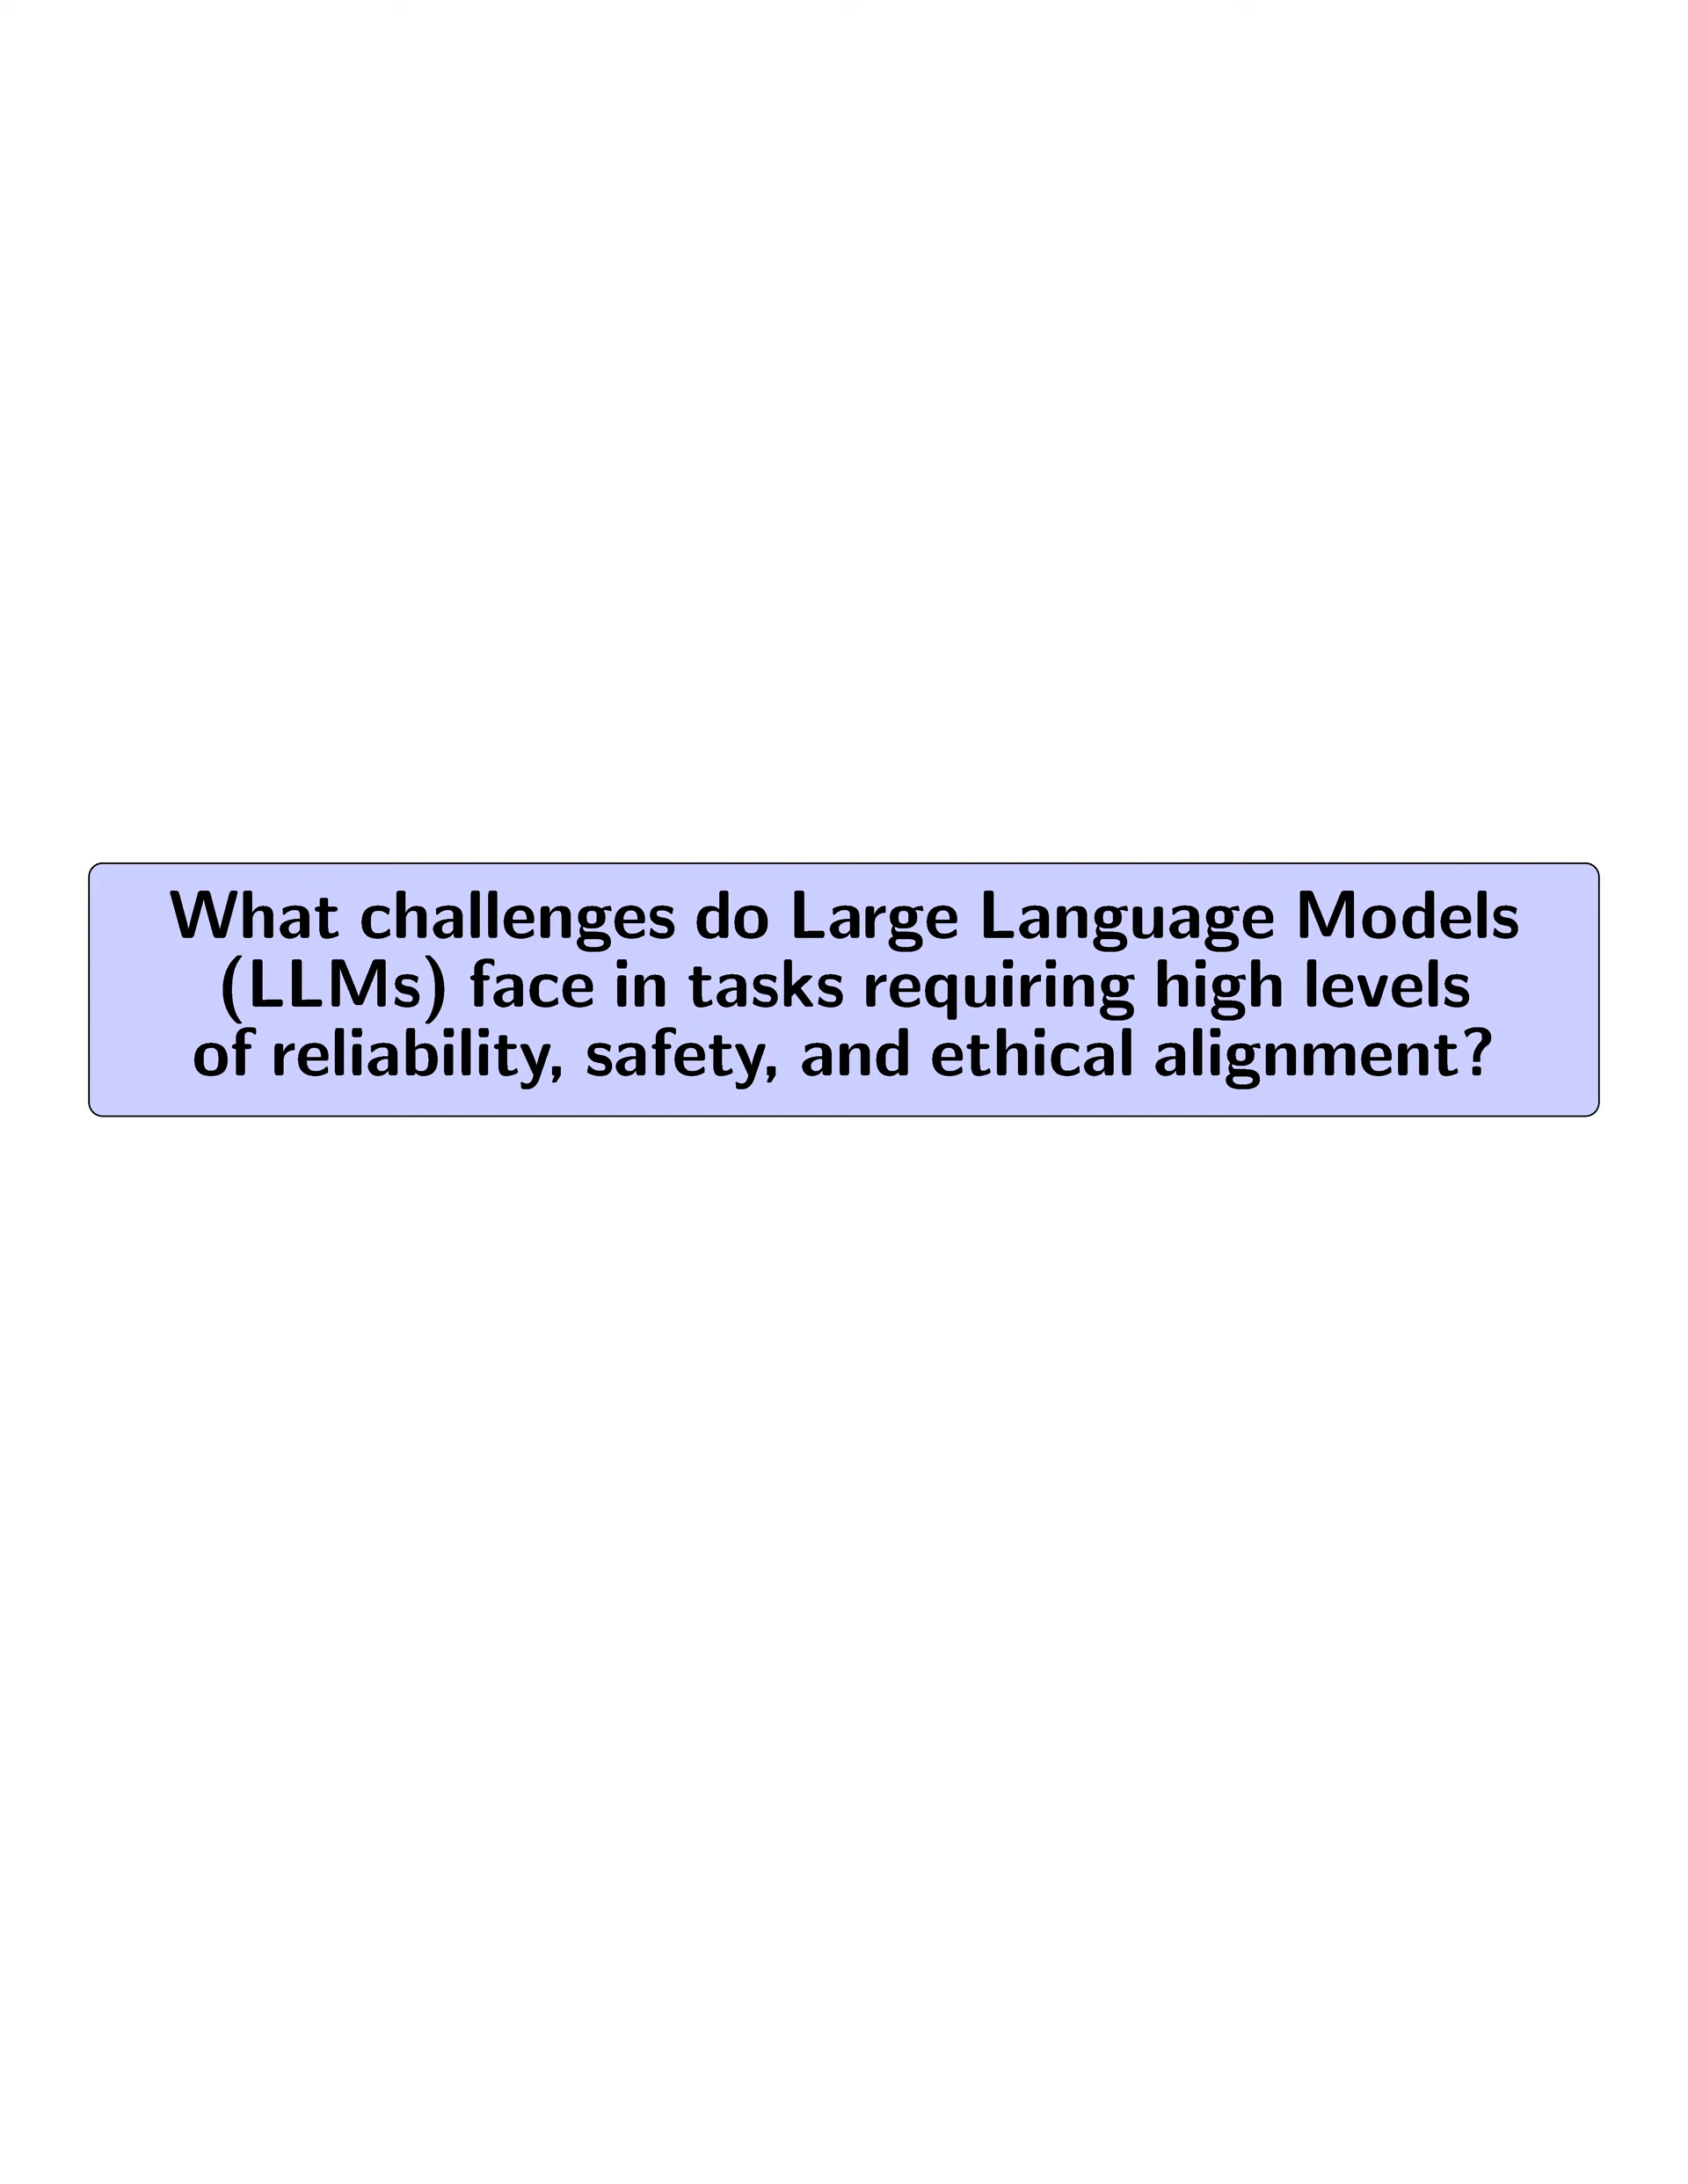 What challenges do Large Language Models
(LLMs) face in tasks requiring high levels
of reliability, safety, and ethical alignment?